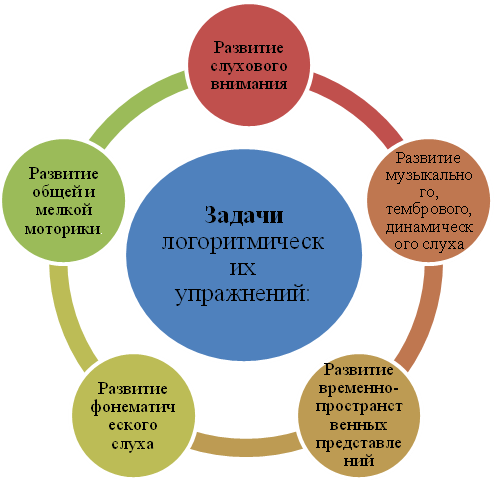 Развитие
слухового
внимания
Развитие
музыкально
го,
тембрового,
динамическ
ого слуха
Развитие
общей и
мелкой
моторики
Задачи
логоритмическ
их
упражнений:
Развитие
фонематич
еского
слуха
Развитие
временно-
пространст
венных
представле
ний